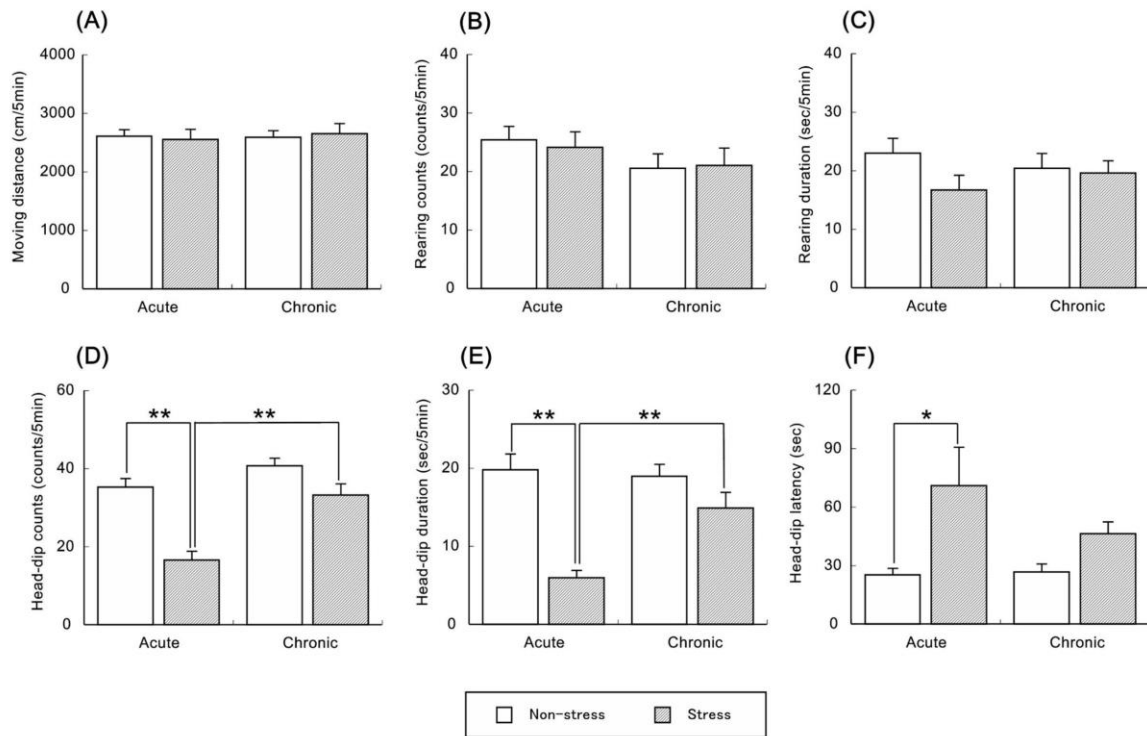 (A)
Moving distance (cm/5min)
4000
3000
2000
1000
0
Acute
Chronic
(B)
Rearing counts (counts/5min)
40
30
20
10
0
Acute
Chronic
(C)
Rearing duration (sec/5min)
40
30
20
10
0
Acute
Chronic
(D)
Head-dip counts (counts/5min)
60
40
20
0
**
**
Acute
Chronic
(E)
Head-dip duration (sec/5min)
30
20
10
0
**
**
Acute
Chronic
(F)
Head-dip latency (sec)
120
90
60
30
0
*
Acute
Chronic
Non-stress
Stress